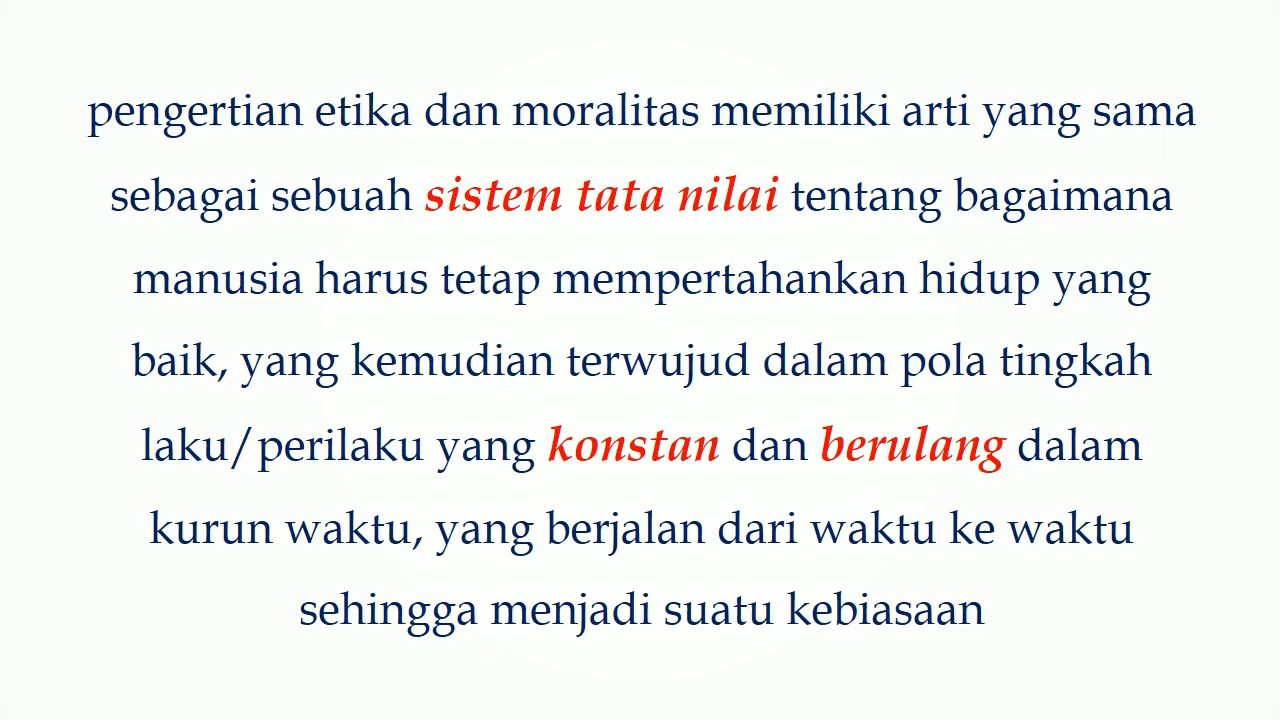 pengertian etika dan moralitas memiliki arti yang sama
sebagai sebuah sistem tata nilai tentang bagaimana
manusia harus tetap mempertahankan hidup yang
baik, yang kemudian terwujud dalam pola tingkah
laku/perilaku yang konstan dan berulang dalam
kurun waktu, yang berjalan dari waktu ke waktu
sehingga menjadi suatu kebiasaan